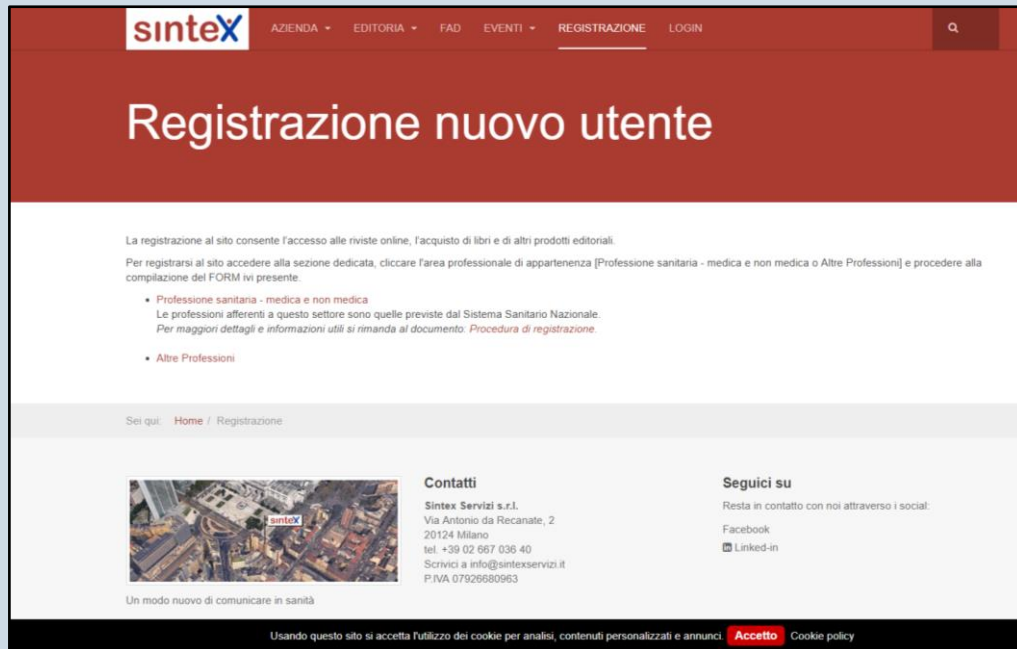 sinteX
AZIENDA EDITORIA FAD EVENTI REGISTRAZIONE LOGIN
Registrazione nuovo utente
La registrazione al sito consente l'accesso alle riviste online, l'acquisto di libri e di altri prodotti editoriali.
Per registrarsi al sito accedere alla sezione dedicata, cliccare l'area professionale di appartenenza [Professione sanitaria - medica e non medica o Altre Professioni] e procedere alla
compilazione del FORM ivi presente.
• Professione sanitaria - medica e non medica
Le professioni afferenti a questo settore sono quelle previste dal Sistema Sanitario Nazionale.
Per maggiori dettagli e informazioni utili si rimanda al documento: Procedura di registrazione.
• Altre Professioni
Sei qui: Home / Registrazione
sinteX
Un modo nuovo di comunicare in sanità
Contatti
Sintex Servizi s.r.l.
Via Antonio da Recanate, 2
20124 Milano
tel. +39 02 667 036 40
Scrivici a info@sintexservizi.it
P.IVA 07926680963
Seguici su
Resta in contatto con noi attraverso i social:
Facebook
in Linked-in
Usando questo sito si accetta l'utilizzo dei cookie per analisi, contenuti personalizzati e annunci. Accetto Cookie policy